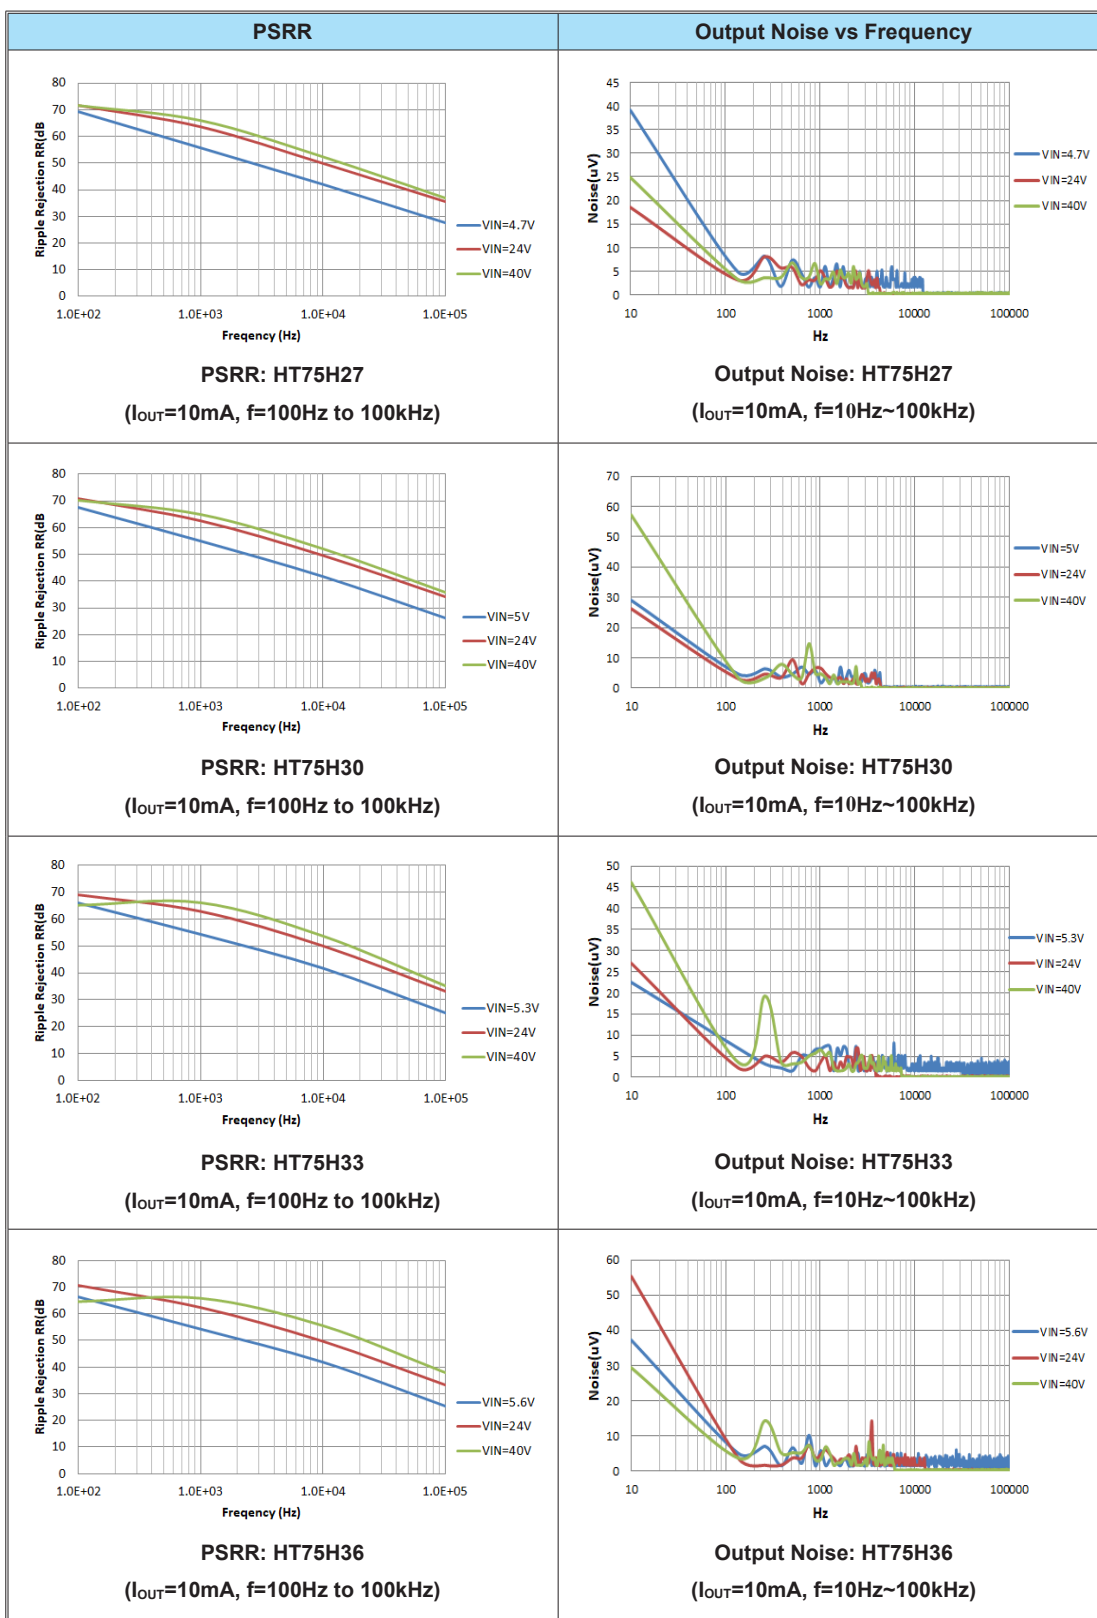 PSRR
Output Noise vs Frequency
80
70
60
50
40
30
20
10
0
Ripple Rejection RR(dB
1.0E+02
1.0E+03
1.0E+04
1.0E+05
Freqency (Hz)
VIN=4.7V
VIN=24V
VIN=40V
PSRR: HT75H27
(IOUT=10mA, f=100Hz to 100kHz)
45
40
35
30
25
20
15
10
5
0
Noise(uV)
10
100
1000
10000
100000
Hz
VIN=4.7V
VIN=24V
VIN=40V
Output Noise: HT75H27
(IOUT=10mA, f=10Hz~100kHz)
80
70
60
50
40
30
20
10
0
Ripple Rejection RR(dB
1.0E+02
1.0E+03
1.0E+04
1.0E+05
Freqency (Hz)
VIN=5V
VIN=24V
VIN=40V
PSRR: HT75H30
(IOUT=10mA, f=100Hz to 100kHz)
70
60
50
40
30
20
10
0
Noise(uV)
10
100
1000
10000
100000
Hz
VIN=5V
VIN=24V
VIN=40V
Output Noise: HT75H30
(IOUT=10mA, f=10Hz~100kHz)
80
70
60
50
40
30
20
10
0
Ripple Rejection RR(dB
1.0E+02
1.0E+03
1.0E+04
1.0E+05
Freqency (Hz)
VIN=5.3V
VIN=24V
VIN=40V
PSRR: HT75H33
(IOUT=10mA, f=100Hz to 100kHz)
50
45
40
35
30
25
20
15
10
5
0
Noise(uV)
10
100
1000
10000
100000
Hz
VIN=5.3V
VIN=24V
VIN=40V
Output Noise: HT75H33
(IOUT=10mA, f=10Hz~100kHz)
80
70
60
50
40
30
20
10
0
Ripple Rejection RR(dB
1.0E+02
1.0E+03
1.0E+04
1.0E+05
Freqency (Hz)
VIN=5.6V
VIN=24V
VIN=40V
PSRR: HT75H36
(IOUT=10mA, f=100Hz to 100kHz)
60
50
40
30
20
10
0
Noise(uV)
10
100
1000
10000
100000
Hz
VIN=5.6V
VIN=24V
VIN=40V
Output Noise: HT75H36
(IOUT=10mA, f=10Hz~100kHz)